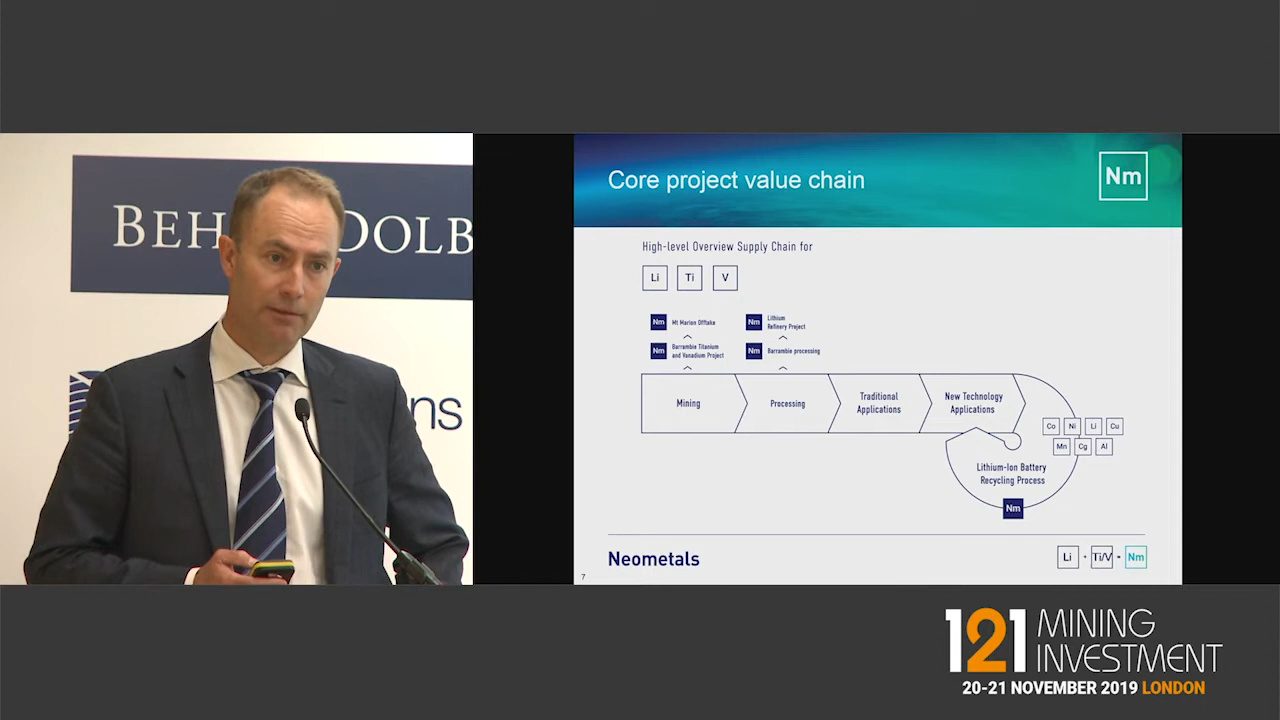 BEH DOLB
ns
Core project value chain
Nm
High-level Overview Supply Chain for
Li Ti V
Nm Mt Marion Offtake
Nm Lithium
Refinery Project
Nm Barrambie Titanium
and Vanadium Project
Nm Barrambie processing
Mining
Processing
Traditional
Applications
New Technology
Applications
Co Ni Li Cu
Mn Cg Al
Lithium-Ion Battery
Recycling Process
Nm
Neometals
Li + Ti/V = Nm
7
121 MINING
INVESTMENT
20-21 NOVEMBER 2019 LONDON